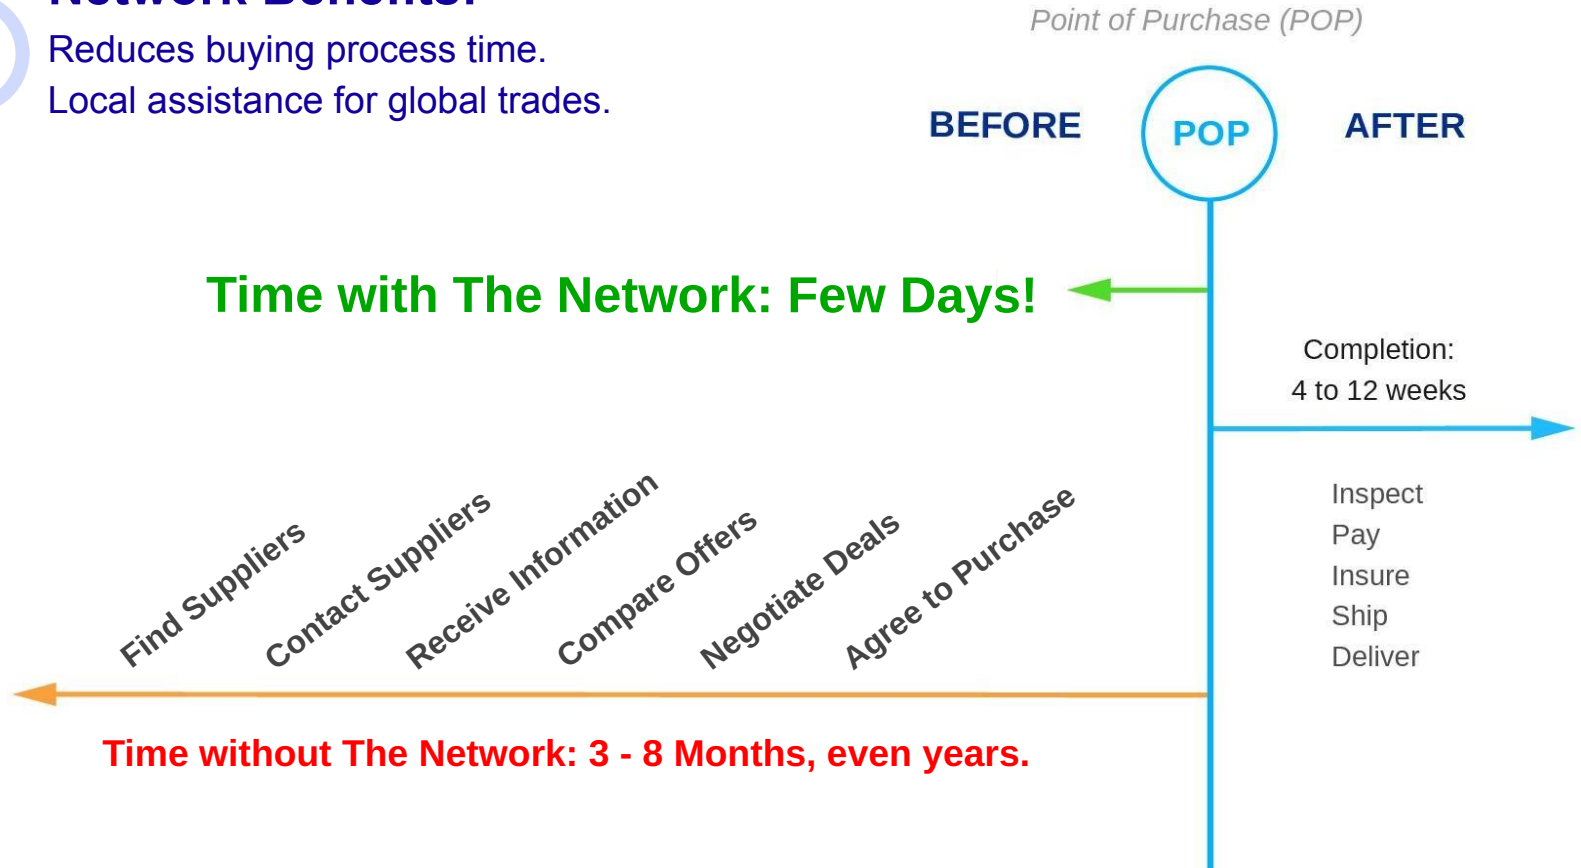 Network Benefits:
Reduces buying process time.
Local assistance for global trades.
Point of Purchase (POP)
BEFORE
POP
AFTER
Time with The Network: Few Days!
Completion:
4 to 12 weeks
Find Suppliers
Contact Suppliers
Receive Information
Compare Offers
Negotiate Deals
Agree to Purchase
Inspect
Pay
Insure
Ship
Deliver
Time without The Network: 3 - 8 Months, even years.